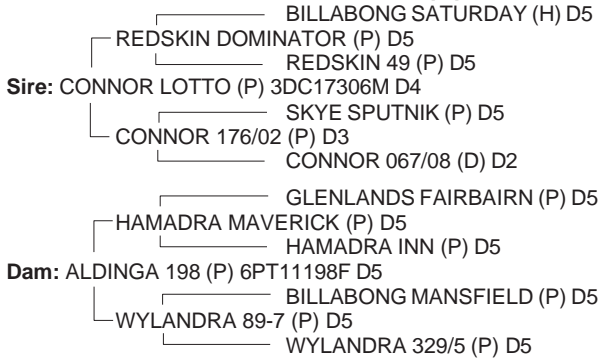 BILLABONG SATURDAY (H) D5
REDSKIN DOMINATOR (P) D5
REDSKIN 49 (P) D5
Sire: CONNOR LOTTO (P) 3DC17306M D4
SKYE SPUTNIK (P) D5
CONNOR 176/02 (P) D3
CONNOR 067/08 (D) D2
GLENLANDS FAIRBAIRN (P) D5
HAMADRA MAVERICK (P) D5
HAMADRA INN (P) D5
Dam: ALDINGA 198 (P) 6PT11198F D5
BILLABONG MANSFIELD (P) D5
WYLANDRA 89-7 (P) D5
WYLANDRA 329/5 (P) D5